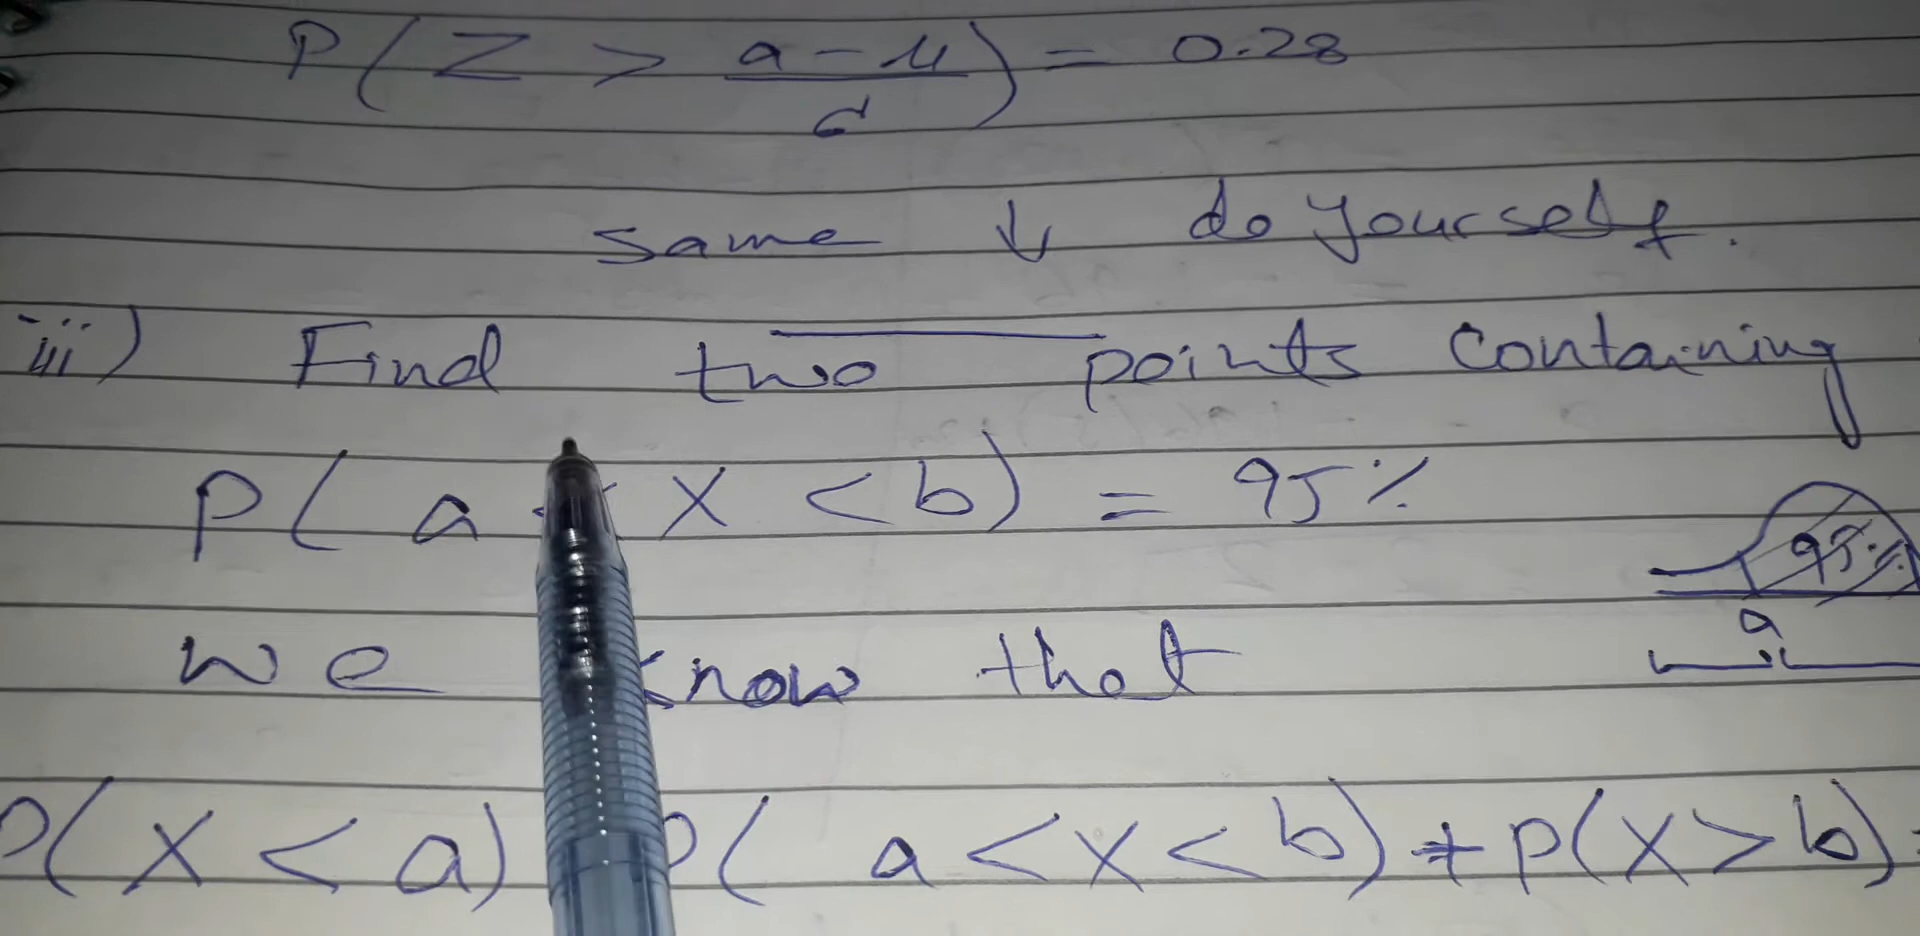 P( Z > a - μ / σ ) = 0.28
same ↓ do yourself.
iii) Find two points containing
P( a < X < b) = 95%
95%
we know that
a
P( X < a) P( a < X < b) + P( X > b)